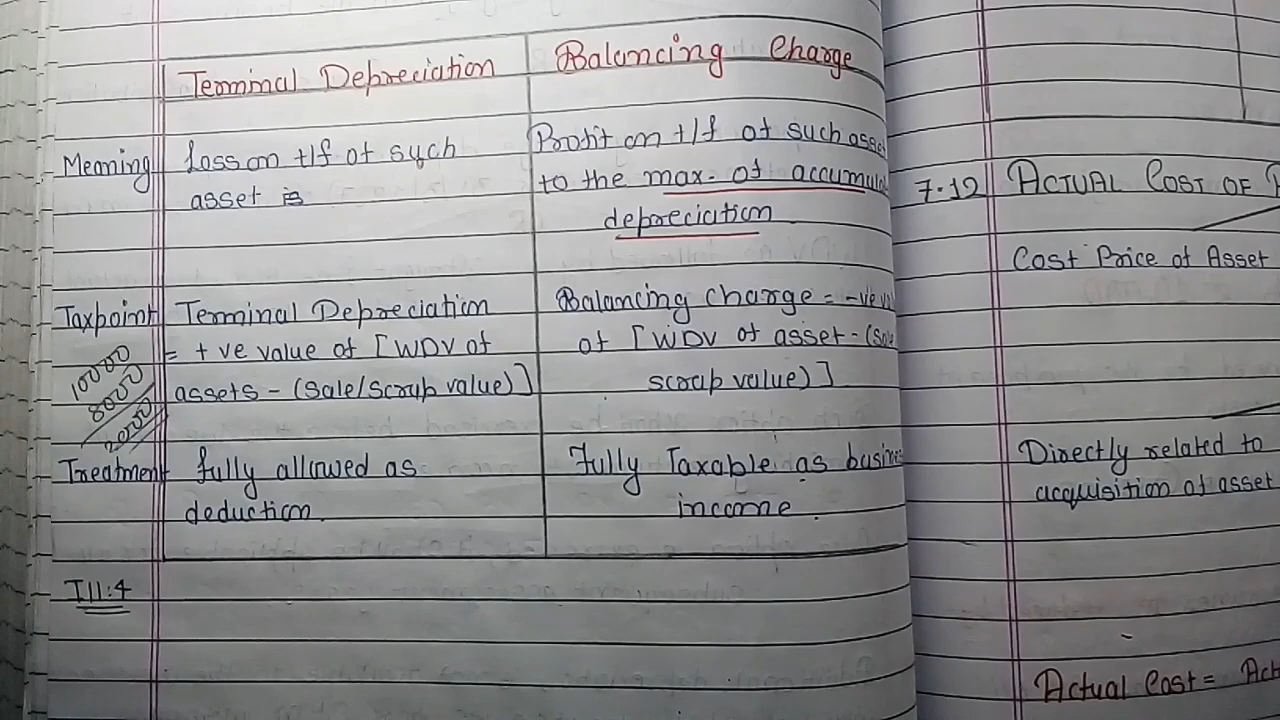 Terminal Depreciation
Balancing Charge
Meaning
Loss on t/f of such
asset is
Profit on t/f of such asse
to the max. of accumul
depreciation
Taxpoint
Terminal Depreciation
= +ve value of [WDV of
assets - (Sale/Scrap value)]
Balancing charge = -ve v
of [WDV of asset - (Sale
scrap value)]
10000
8000
2000
Treatment
fully allowed as
deduction.
Fully Taxable as busine
income.
Ill:4
7.12 ACTUAL COST OF
Cost Price of Asset
Directly related to
acquisition of asset
Actual Cost = Act